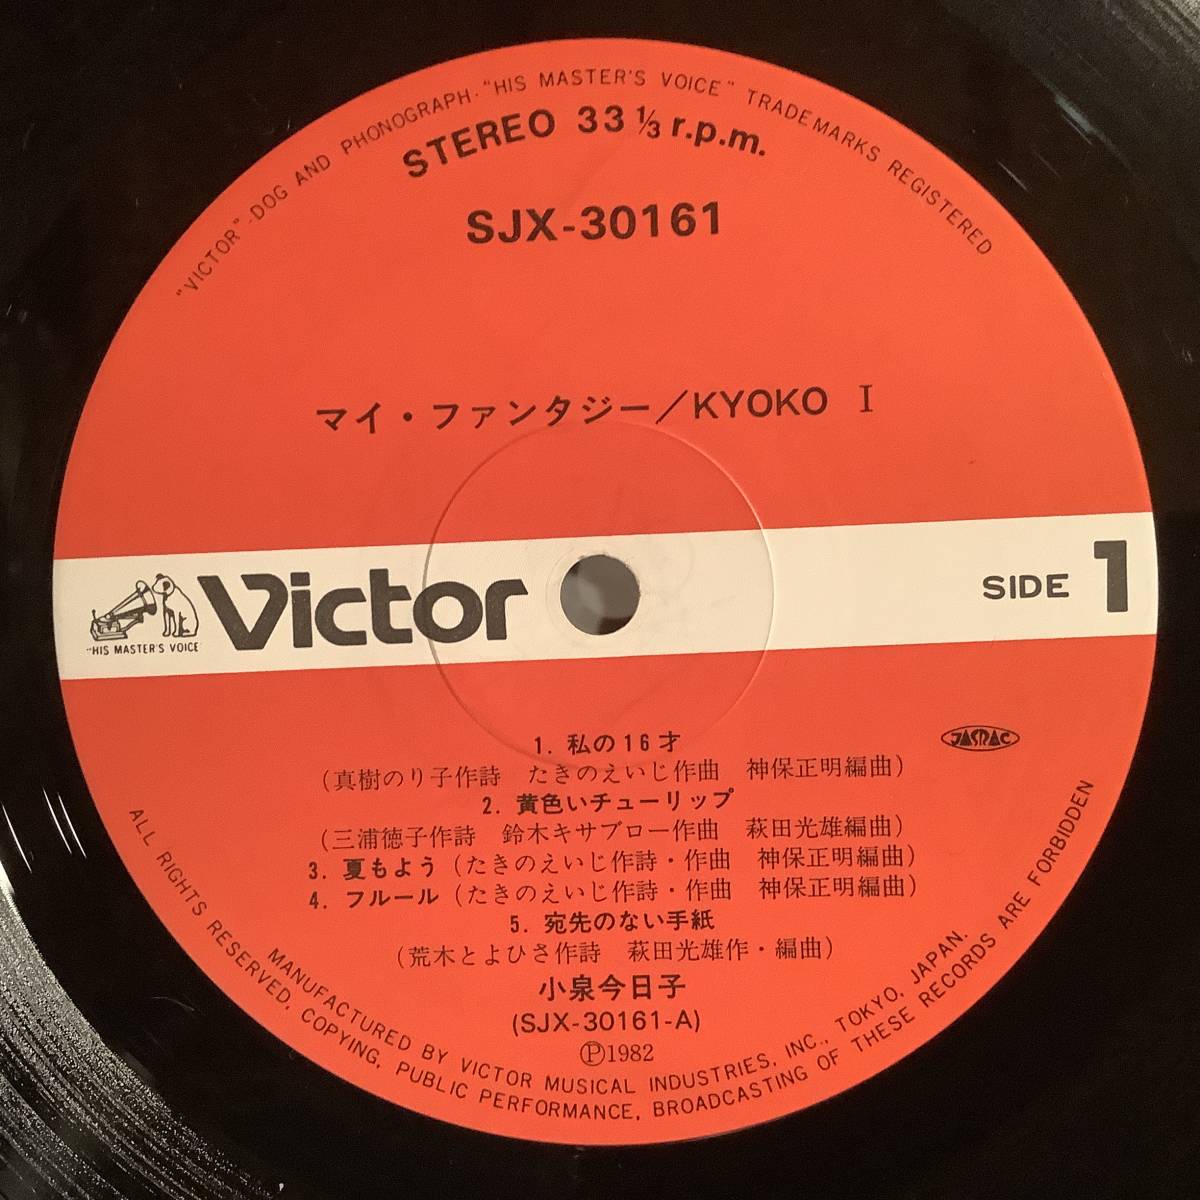 "VICTOR"-DOG AND PHONOGRAPH·"HIS MASTER'S VOICE" TRADEMARKS REGISTERED
STEREO 33 1/3 r.p.m.
SJX-30161
マイ・ファンタジー／KYOKO Ⅰ
Victor
"HIS MASTER'S VOICE"
SIDE 1
JASRAC
1. 私の16才
(真樹のり子作詩 たきのえいじ作曲 神保正明編曲)
2. 黄色いチューリップ
(三浦徳子作詩 鈴木キサブロー作曲 萩田光雄編曲)
3. 夏もよう (たきのえいじ作詩・作曲 神保正明編曲)
4. フルール (たきのえいじ作詩・作曲 神保正明編曲)
5. 宛先のない手紙
(荒木とよひさ作詩 萩田光雄作・編曲)
小泉今日子
(SJX-30161-A)
Ⓟ1982
MANUFACTURED BY VICTOR MUSICAL INDUSTRIES, INC., TOKYO, JAPAN.
ALL RIGHTS RESERVED, COPYING, PUBLIC PERFORMANCE, BROADCASTING OF THESE RECORDS ARE FORBIDDEN